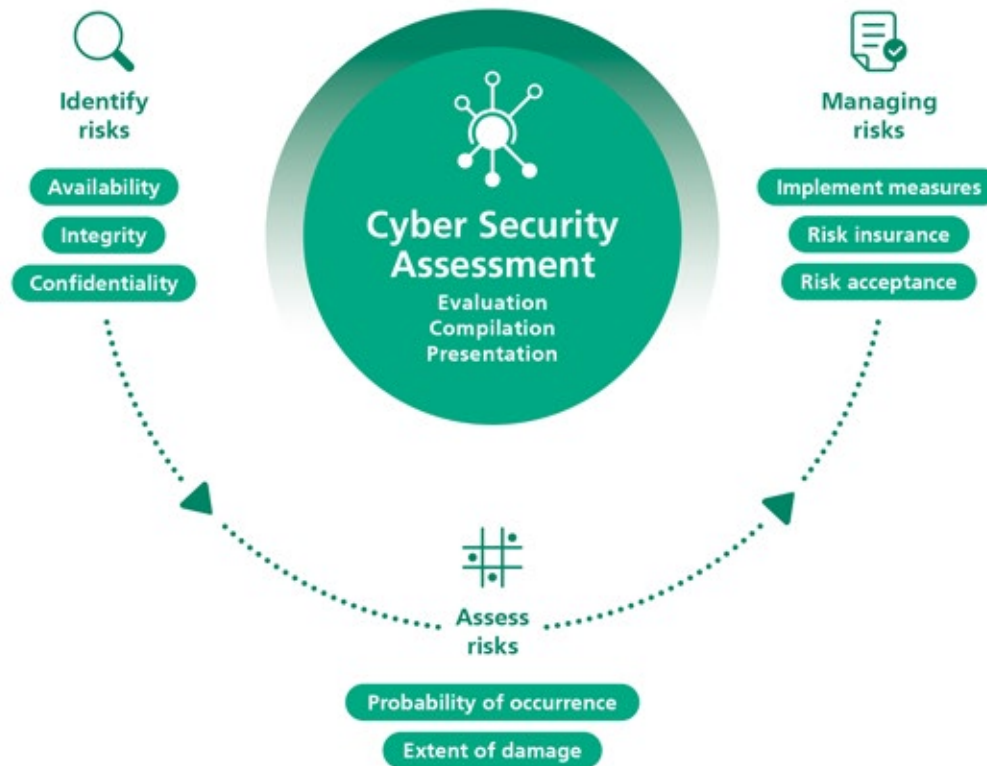 Identify
risks
Availability
Integrity
Confidentiality
Cyber Security
Assessment
Evaluation
Compilation
Presentation
Managing
risks
Implement measures
Risk insurance
Risk acceptance
Assess
risks
Probability of occurrence
Extent of damage